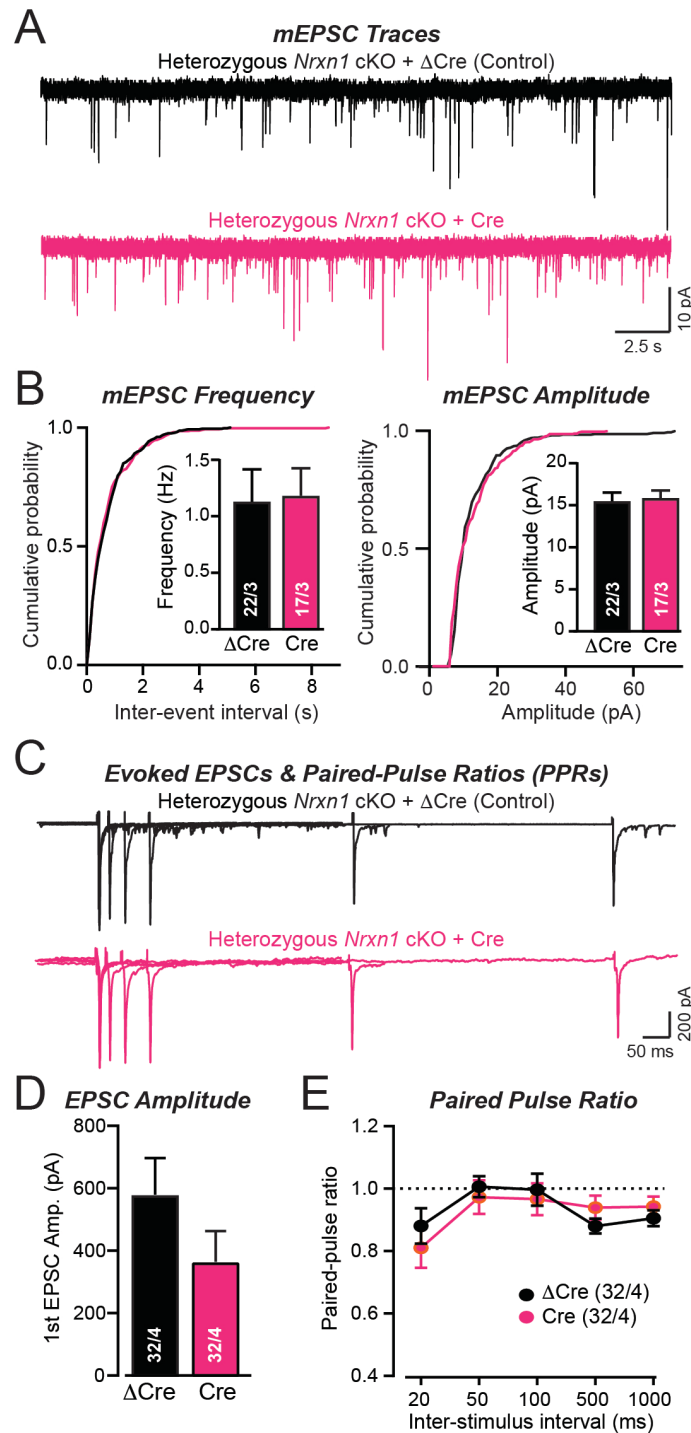 A
mEPSC Traces
Heterozygous Nrxn1 cKO + ΔCre (Control)
Heterozygous Nrxn1 cKO + Cre
10 pA
2.5 s
B
mEPSC Frequency
Cumulative probability
1.0
0.5
0.0
0
2
4
6
8
Inter-event interval (s)
Frequency (Hz)
1.5
1.0
0.5
0.0
22/3
17/3
ΔCre
Cre
mEPSC Amplitude
Cumulative probability
1.0
0.5
0.0
0
20
40
60
Amplitude (pA)
Amplitude (pA)
20
15
10
5
0
22/3
17/3
ΔCre
Cre
C
Evoked EPSCs & Paired-Pulse Ratios (PPRs)
Heterozygous Nrxn1 cKO + ΔCre (Control)
Heterozygous Nrxn1 cKO + Cre
200 pA
50 ms
D
EPSC Amplitude
1st EPSC Amp. (pA)
800
600
400
200
0
32/4
32/4
ΔCre
Cre
E
Paired Pulse Ratio
Paired-pulse ratio
1.2
1.0
0.8
0.6
0.4
ΔCre (32/4)
Cre (32/4)
20
50
100
500
1000
Inter-stimulus interval (ms)